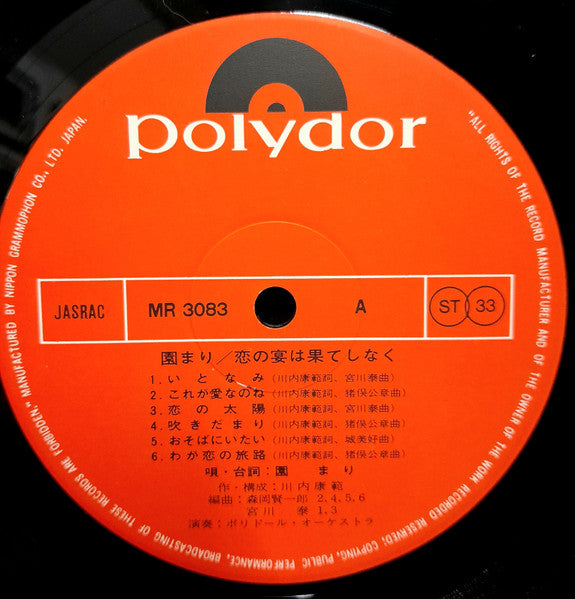 polydor
JASRAC
MR 3083
A
ST 33
園まり／恋の宴は果てしなく
1. いとなみ（川内康範詞、宮川泰曲）
2. これが愛なのね（川内康範詞、猪俣公章曲）
3. 恋の太陽（川内康範詞、宮川泰曲）
4. 吹きだまり（川内康範詞、猪俣公章曲）
5. おそばにいたい（川内康範詞、城美好曲）
6. わが恋の旅路（川内康範詞、猪俣公章曲）
唄・台詞：園まり
作・構成：川内康範
編曲：森岡賢一郎 2.4.5.6
宮川泰 1.3
演奏：ポリドール・オーケストラ
"ALL RIGHTS OF THE RECORD MANUFACTURER AND OF THE OWNER OF THE WORK RECORDED RESERVED; COPYING, PUBLIC PERFORMANCE, BROADCASTING OF THESE RECORDS ARE FORBIDDEN." MANUFACTURED BY NIPPON GRAMMOPHON CO., LTD. JAPAN.